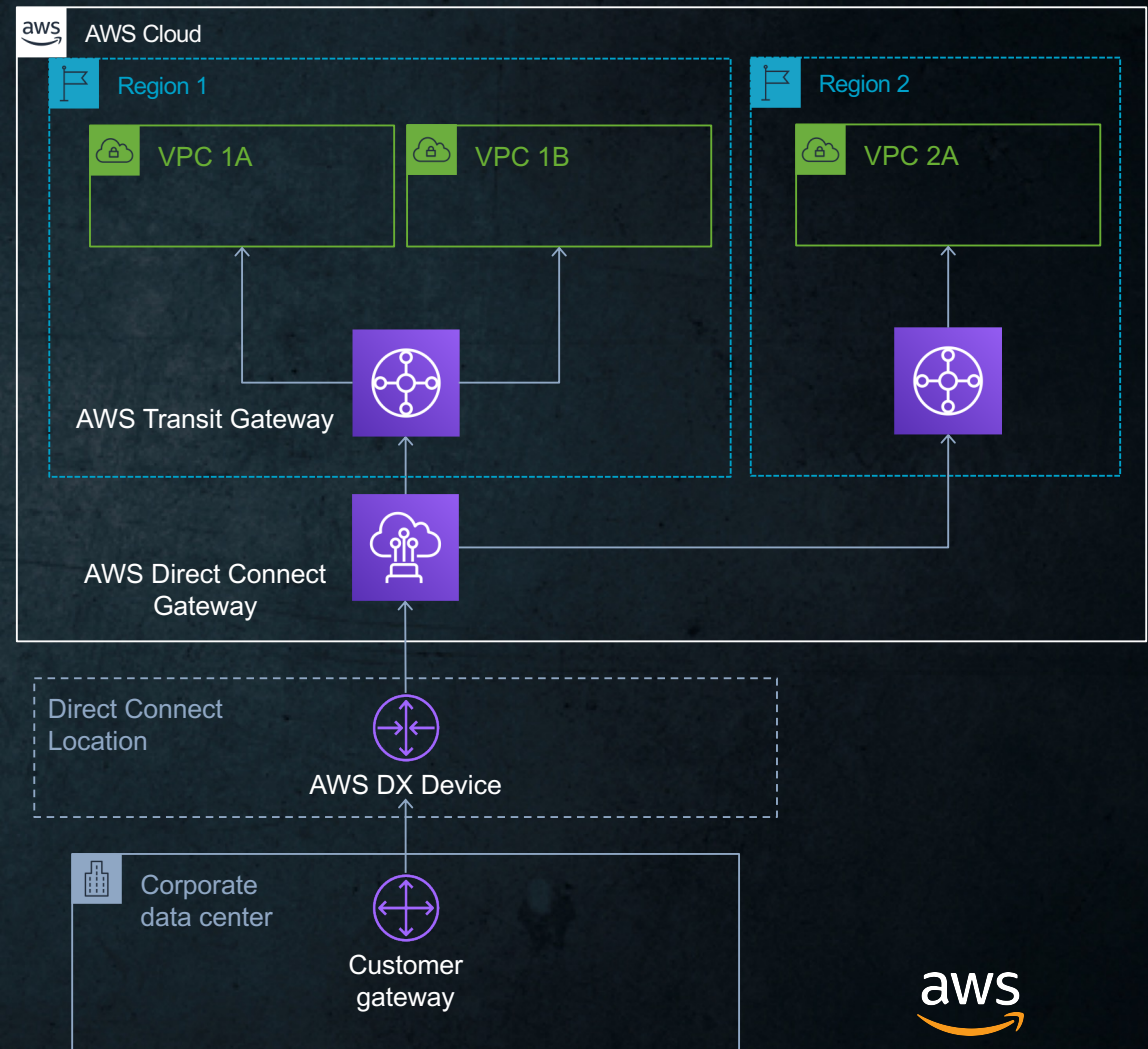 aws
AWS Cloud
Region 1
Region 2
VPC 1A
VPC 1B
VPC 2A
AWS Transit Gateway
AWS Direct Connect
Gateway
Direct Connect
Location
AWS DX Device
Corporate
data center
Customer
gateway
aws